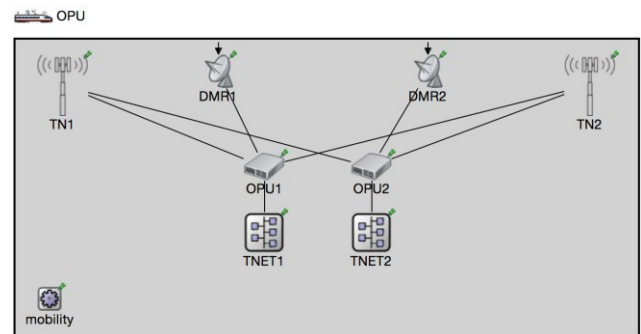 OPU
DMR1 DMR2
TN1 TN2
OPU1 OPU2
TNET1 TNET2
mobility